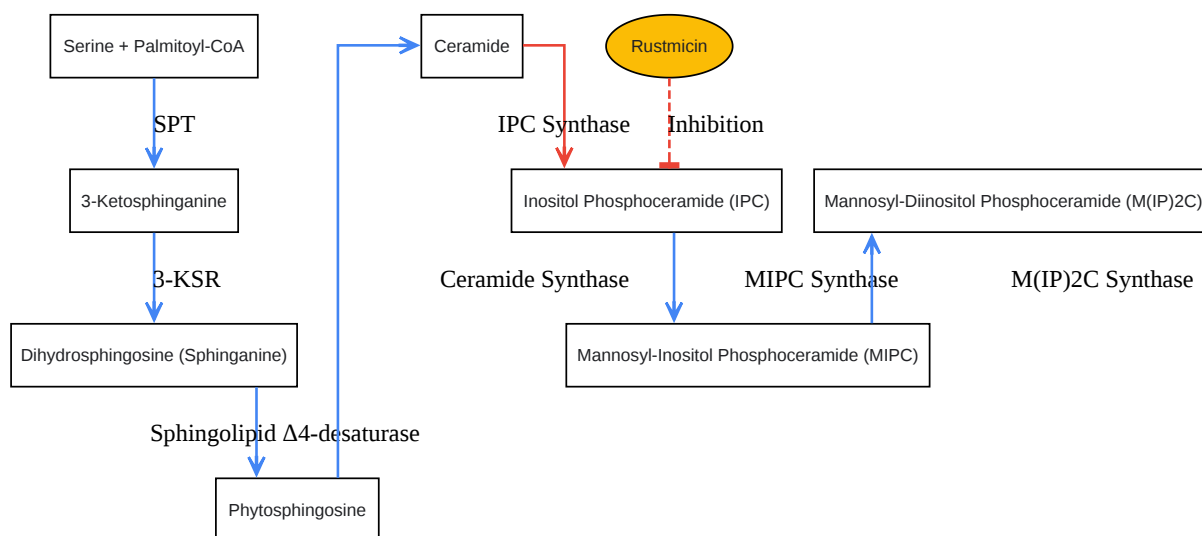 Serine + Palmitoyl-CoA
Ceramide
Rustmicin
SPT
IPC Synthase
Inhibition
3-Ketosphinganine
Inositol Phosphoceramide (IPC)
Mannosyl-Diinositol Phosphoceramide (M(IP)2C)
3-KSR
Ceramide Synthase
MIPC Synthase
M(IP)2C Synthase
Dihydrosphingosine (Sphinganine)
Mannosyl-Inositol Phosphoceramide (MIPC)
Sphingolipid Δ4-desaturase
Phytosphingosine